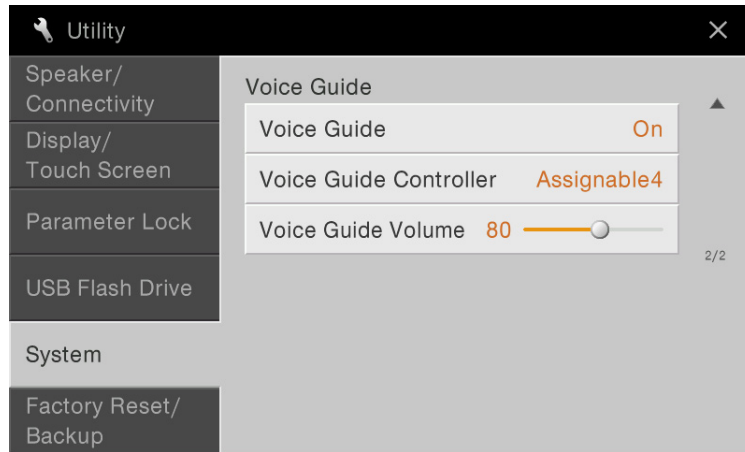 Utility
Speaker/
Connectivity
Display/
Touch Screen
Parameter Lock
USB Flash Drive
System
Factory Reset/
Backup
Voice Guide
Voice Guide On
Voice Guide Controller Assignable4
Voice Guide Volume 80
2/2